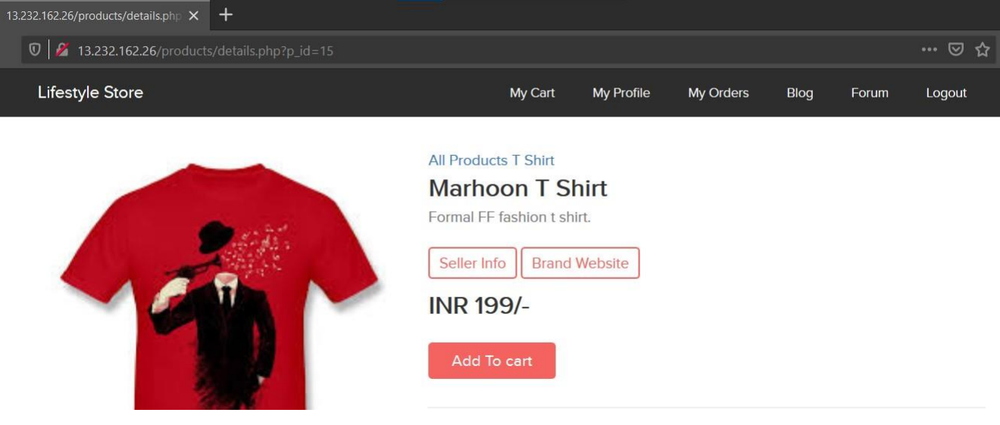 13.232.162.26/products/details.php
13.232.162.26/products/details.php?p_id=15
Lifestyle Store My Cart My Profile My Orders Blog Forum Logout
All Products T Shirt
Marhoon T Shirt
Formal FF fashion t shirt.
Seller Info Brand Website
INR 199/-
Add To cart